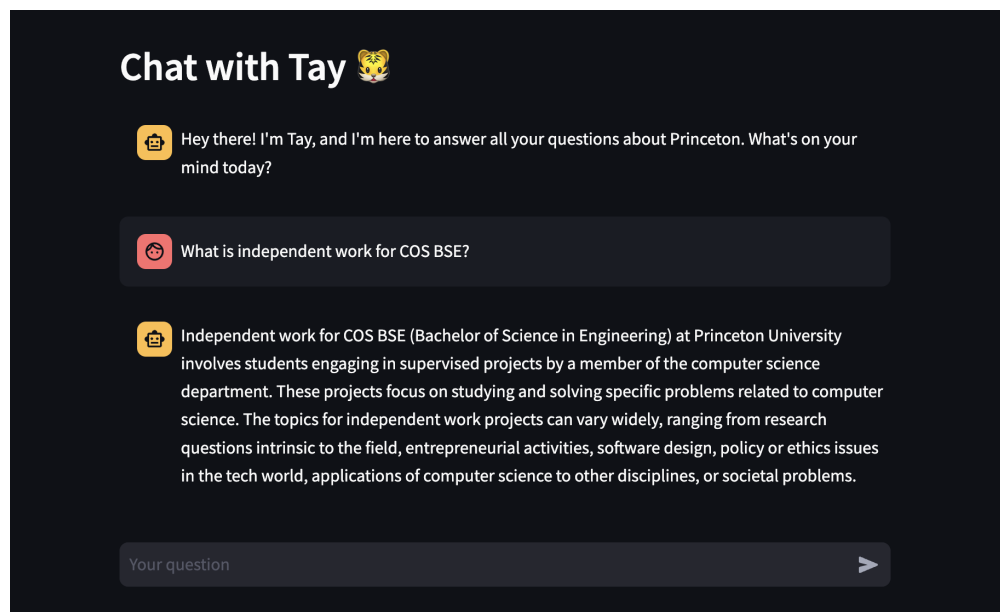 Chat with Tay 🐯
Hey there! I'm Tay, and I'm here to answer all your questions about Princeton. What's on your
mind today?
What is independent work for COS BSE?
Independent work for COS BSE (Bachelor of Science in Engineering) at Princeton University
involves students engaging in supervised projects by a member of the computer science
department. These projects focus on studying and solving specific problems related to computer
science. The topics for independent work projects can vary widely, ranging from research
questions intrinsic to the field, entrepreneurial activities, software design, policy or ethics issues
in the tech world, applications of computer science to other disciplines, or societal problems.
Your question